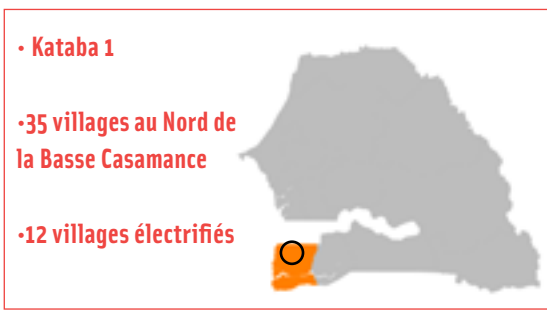 • Kataba 1
•35 villages au Nord de
la Basse Casamance
•12 villages électrifiés